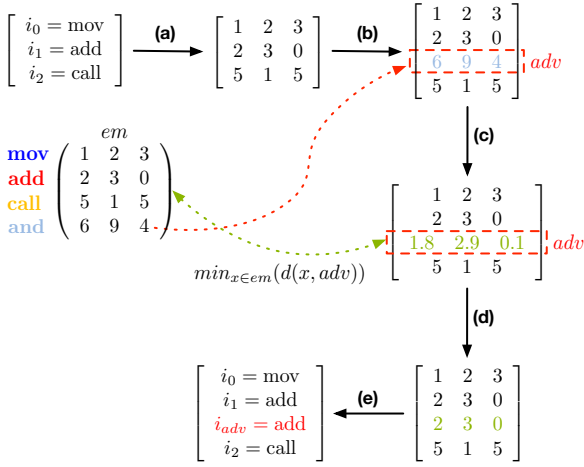 i₀ = mov
i₁ = add
i₂ = call
(a)
1 2 3
2 3 0
5 1 5
(b)
1 2 3
2 3 0
6 9 4
5 1 5
adv
(c)
em
mov 1 2 3
add 2 3 0
call 5 1 5
and 6 9 4
min_{x∈em}(d(x, adv))
1 2 3
2 3 0
1.8 2.9 0.1
5 1 5
adv
(d)
1 2 3
2 3 0
2 3 0
5 1 5
(e)
i₀ = mov
i₁ = add
i_{adv} = add
i₂ = call